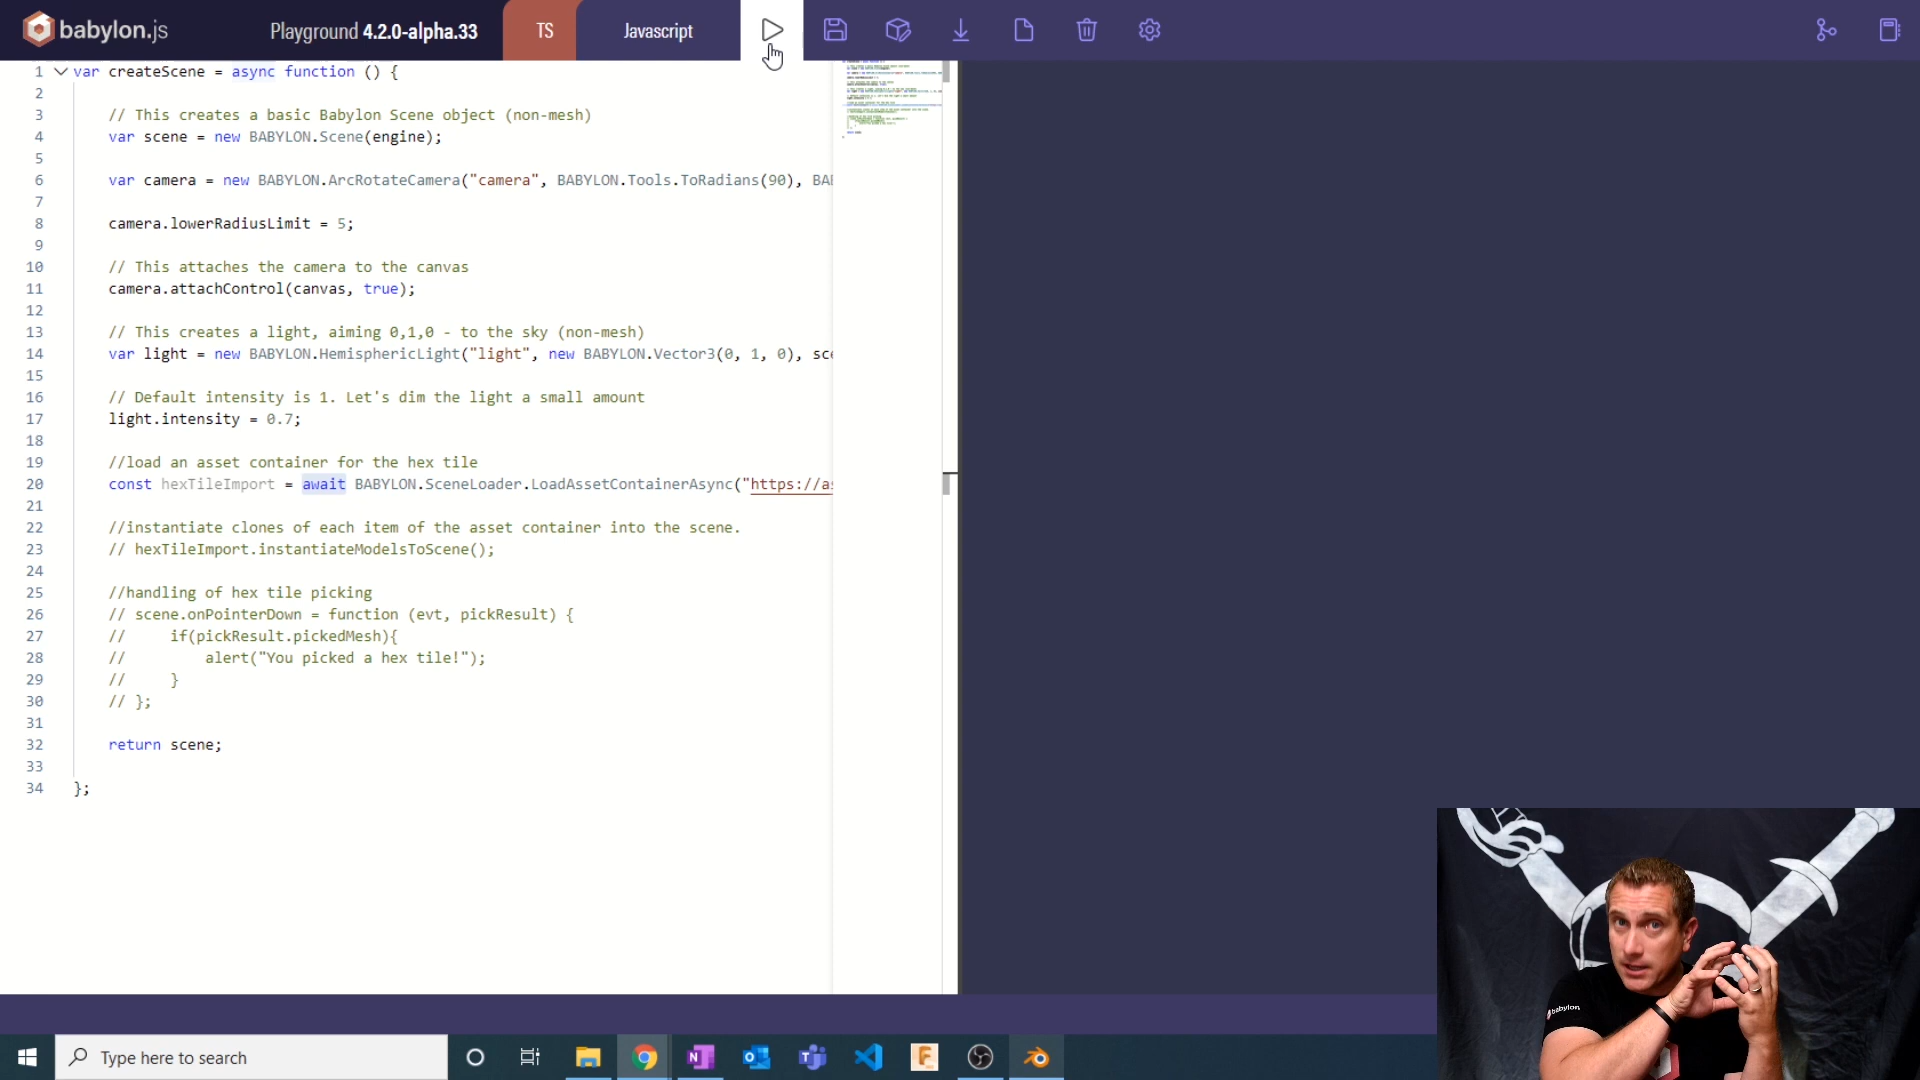 babylon.js
Playground 4.2.0-alpha.33
TS
Javascript
1 var createScene = async function () {
2
3 // This creates a basic Babylon Scene object (non-mesh)
4 var scene = new BABYLON.Scene(engine);
5
6 var camera = new BABYLON.ArcRotateCamera("camera", BABYLON.Tools.ToRadians(90), BA
7
8 camera.lowerRadiusLimit = 5;
9
10 // This attaches the camera to the canvas
11 camera.attachControl(canvas, true);
12
13 // This creates a light, aiming 0,1,0 - to the sky (non-mesh)
14 var light = new BABYLON.HemisphericLight("light", new BABYLON.Vector3(0, 1, 0), sc
15
16 // Default intensity is 1. Let's dim the light a small amount
17 light.intensity = 0.7;
18
19 //load an asset container for the hex tile
20 const hexTileImport = await BABYLON.SceneLoader.LoadAssetContainerAsync("https://as
21
22 //instantiate clones of each item of the asset container into the scene.
23 // hexTileImport.instantiateModelsToScene();
24
25 //handling of hex tile picking
26 // scene.onPointerDown = function (evt, pickResult) {
27 //     if(pickResult.pickedMesh){
28 //         alert("You picked a hex tile!");
29 //     }
30 // };
31
32 return scene;
33
34 };
babylon
Type here to search